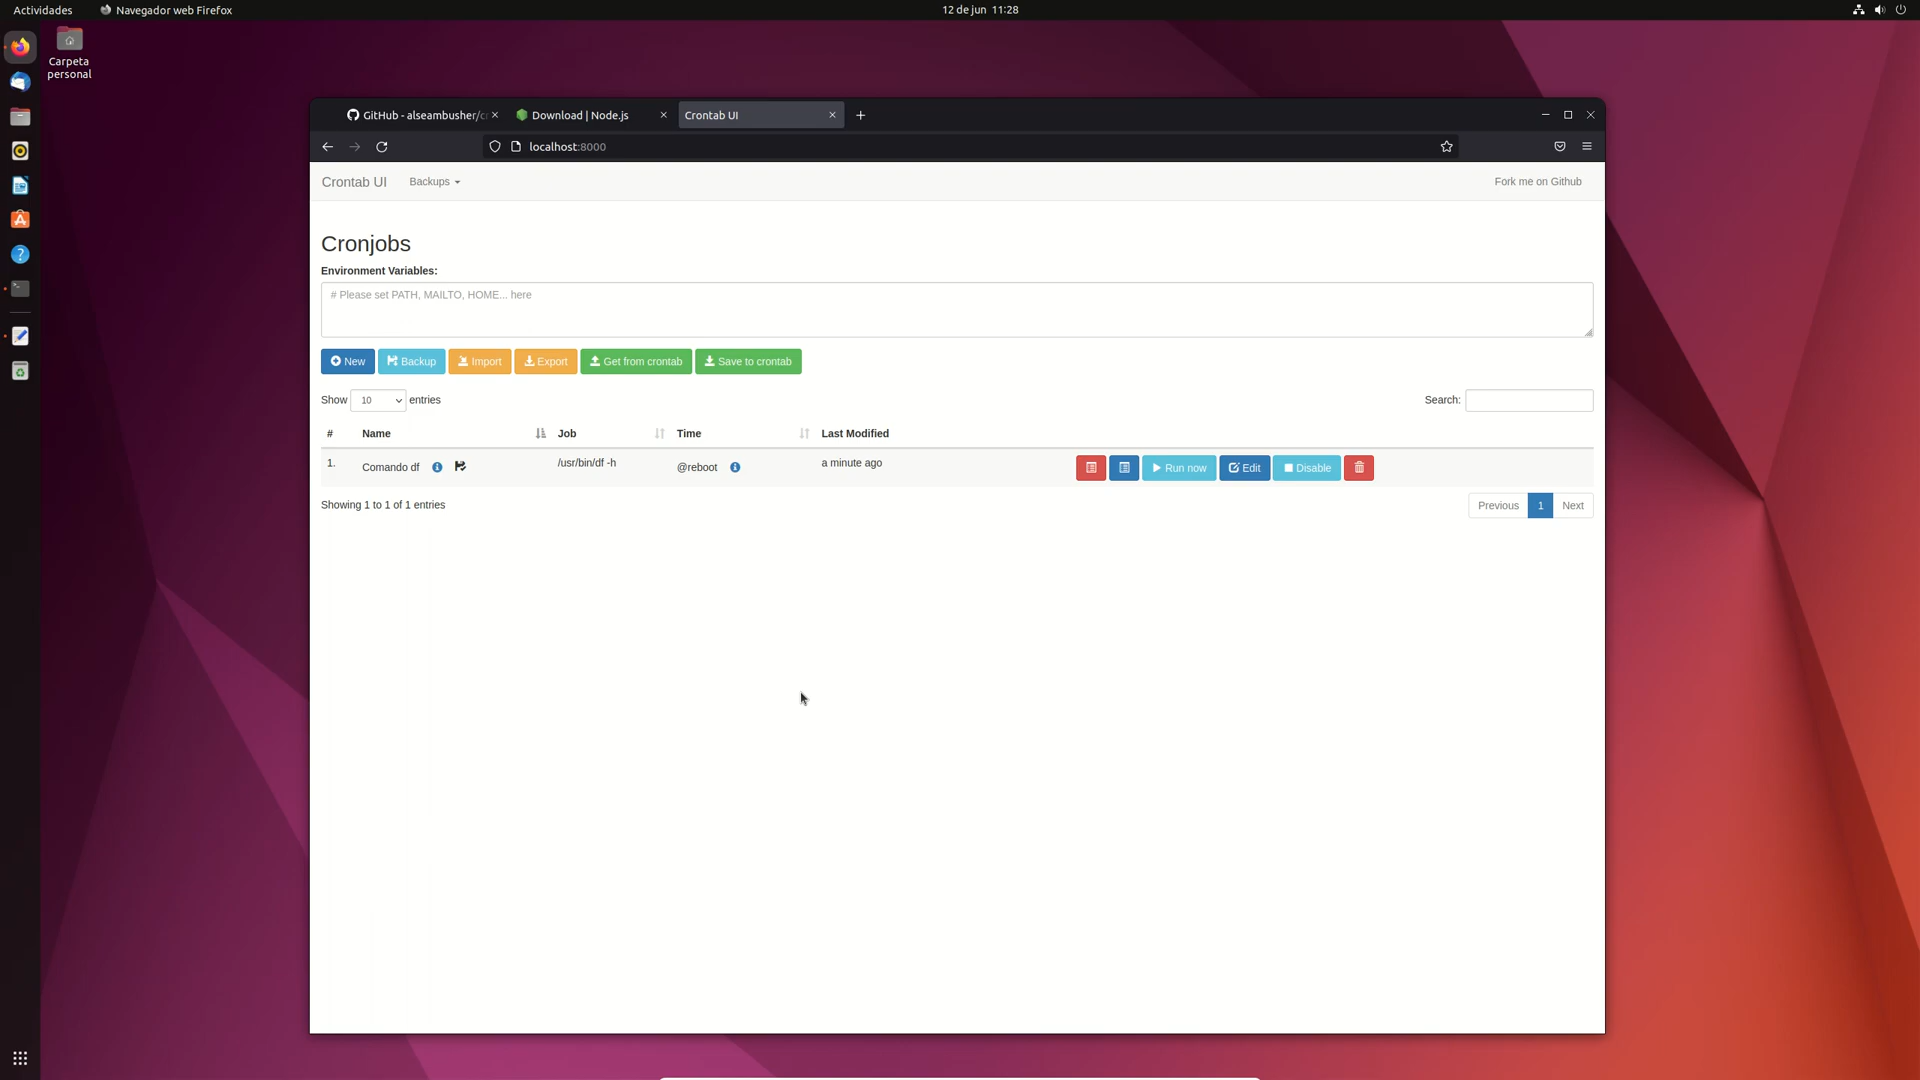 Actividades
Navegador web Firefox
12 de jun 11:28
Carpeta
personal
GitHub - alseambusher/cr
Download | Node.js
Crontab UI
localhost:8000
Crontab UI
Backups
Fork me on Github
Cronjobs
Environment Variables:
# Please set PATH, MAILTO, HOME... here
New
Backup
Import
Export
Get from crontab
Save to crontab
Show 10 entries
Search:
# Name Job Time Last Modified
1. Comando df /usr/bin/df -h @reboot a minute ago Run now Edit Disable
Showing 1 to 1 of 1 entries
Previous 1 Next